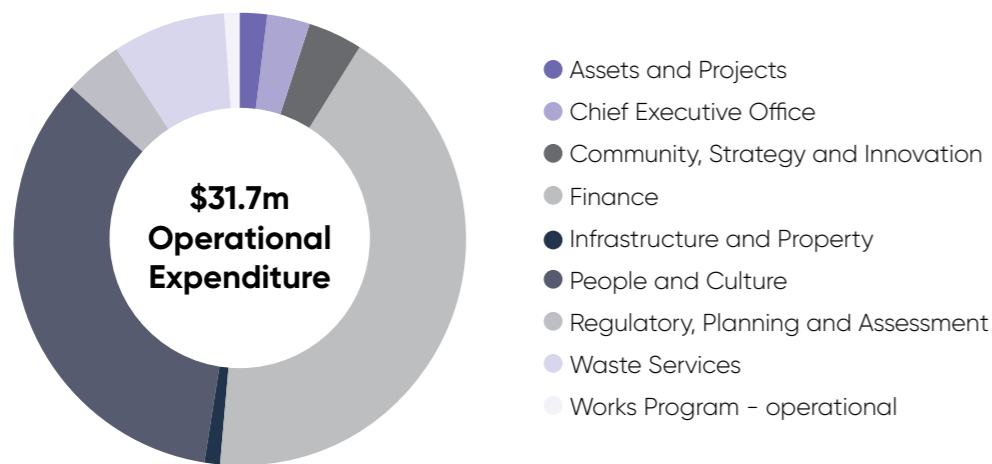 $31.7m
Operational
Expenditure
Assets and Projects
Chief Executive Office
Community, Strategy and Innovation
Finance
Infrastructure and Property
People and Culture
Regulatory, Planning and Assessment
Waste Services
Works Program - operational